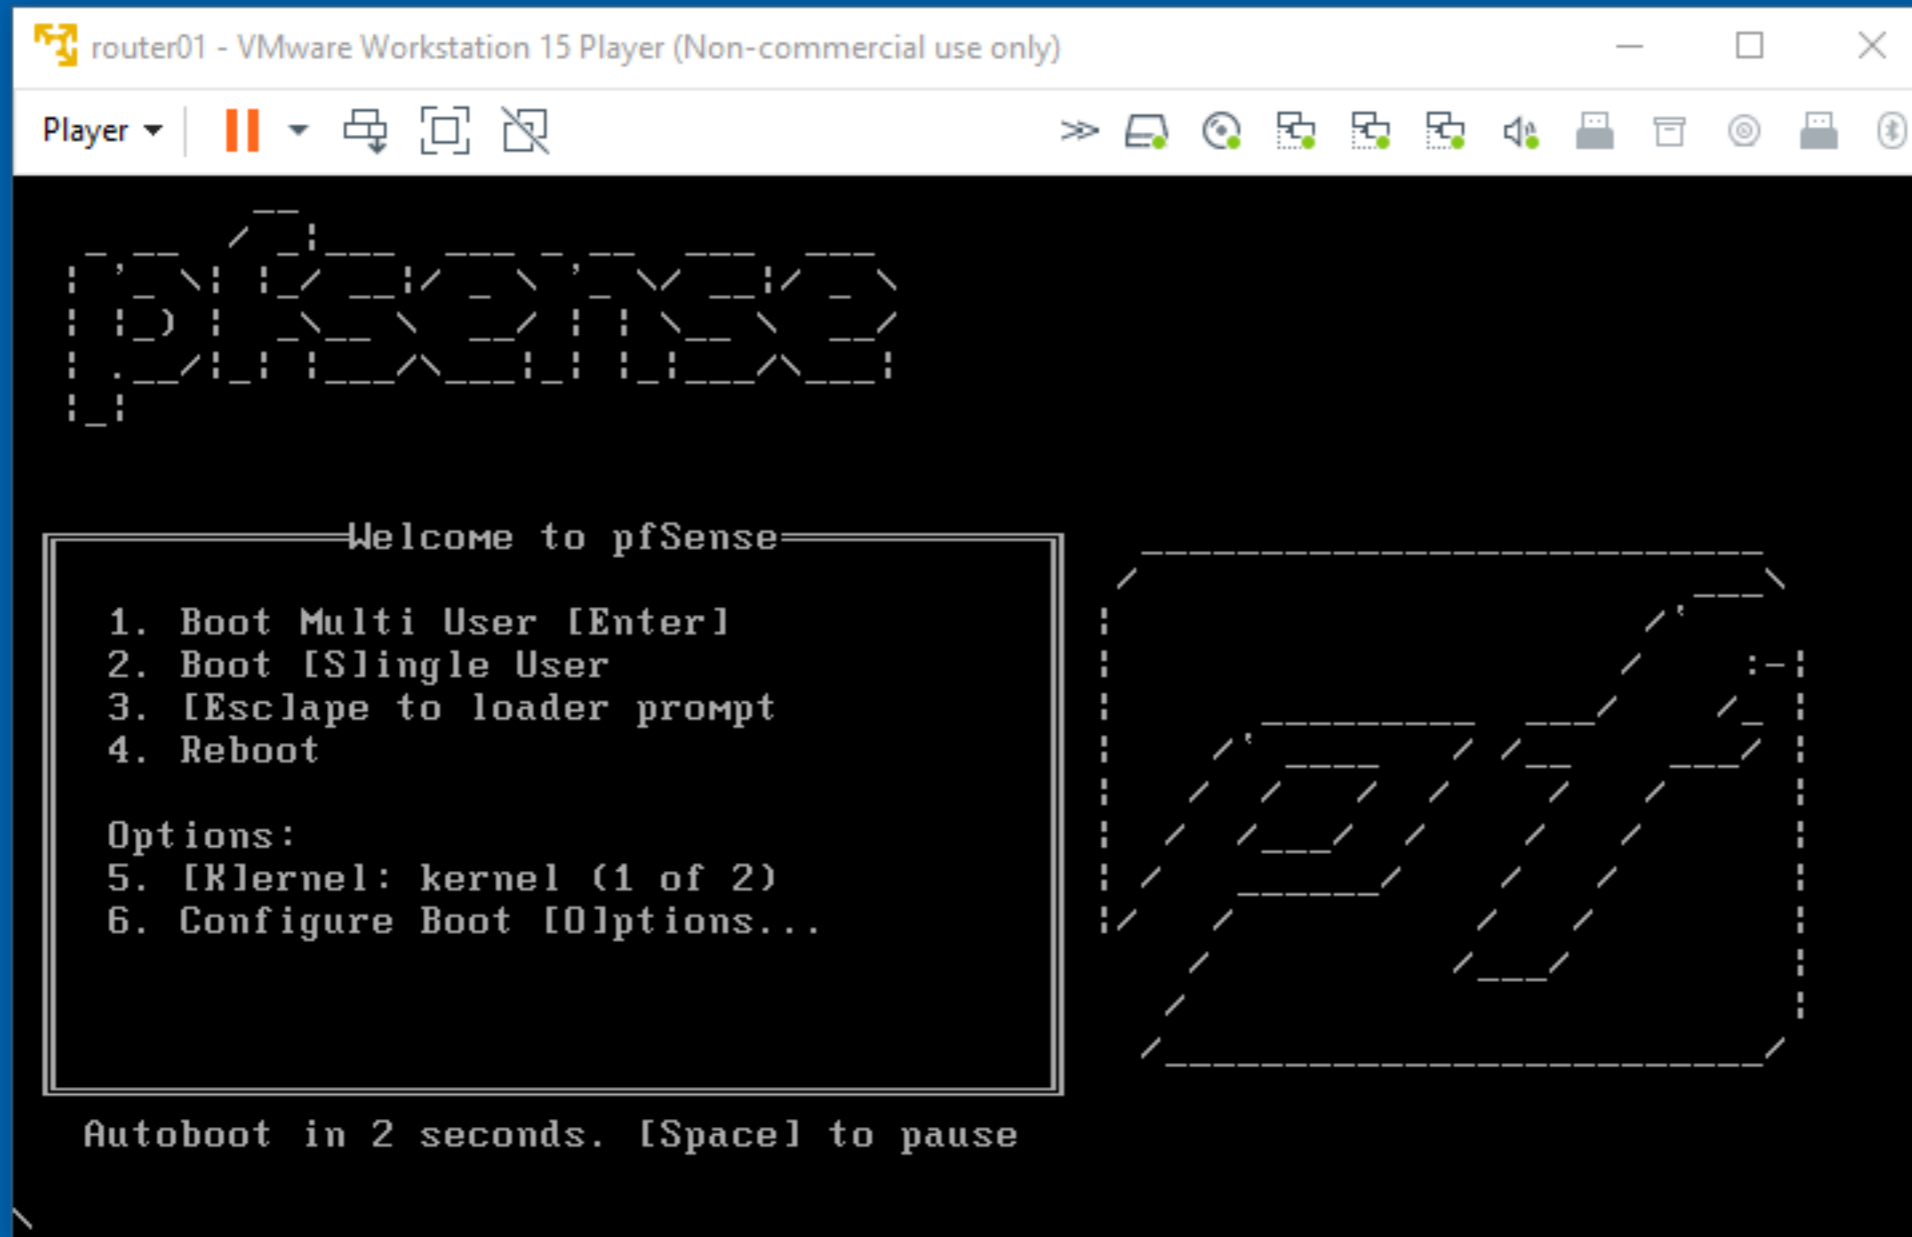 router01 - VMware Workstation 15 Player (Non-commercial use only)
Player
pfSense
Welcome to pfSense
1. Boot Multi User [Enter]
2. Boot [S]ingle User
3. [Esc]ape to loader prompt
4. Reboot
Options:
5. [K]ernel: kernel (1 of 2)
6. Configure Boot [O]ptions...
pf
Autoboot in 2 seconds. [Space] to pause
\